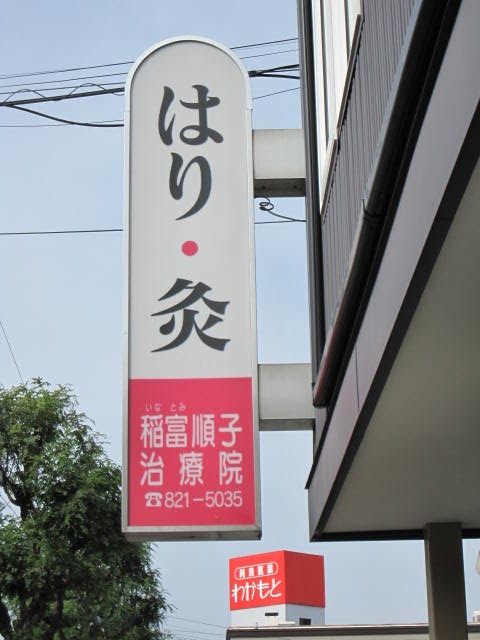 はり・灸
いな とみ
稲富順子
治療院
☎821-5035
わかもと